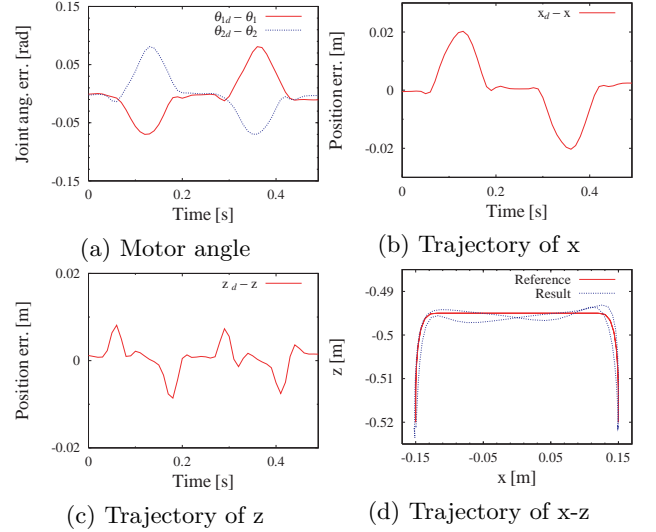 θ1d − θ1
θ2d − θ2
Joint ang. err. [rad]
0.15
0.05
-0.05
-0.15
0
0.2
0.4
Time [s]
(a) Motor angle
xd − x
Position err. [m]
0.02
0
-0.02
0
0.2
0.4
Time [s]
(b) Trajectory of x
z d − z
Position err. [m]
0.02
0
-0.02
0
0.2
0.4
Time [s]
(c) Trajectory of z
Reference
Result
z [m]
-0.49
-0.5
-0.51
-0.52
-0.15
-0.05
0.05
0.15
x [m]
(d) Trajectory of x-z